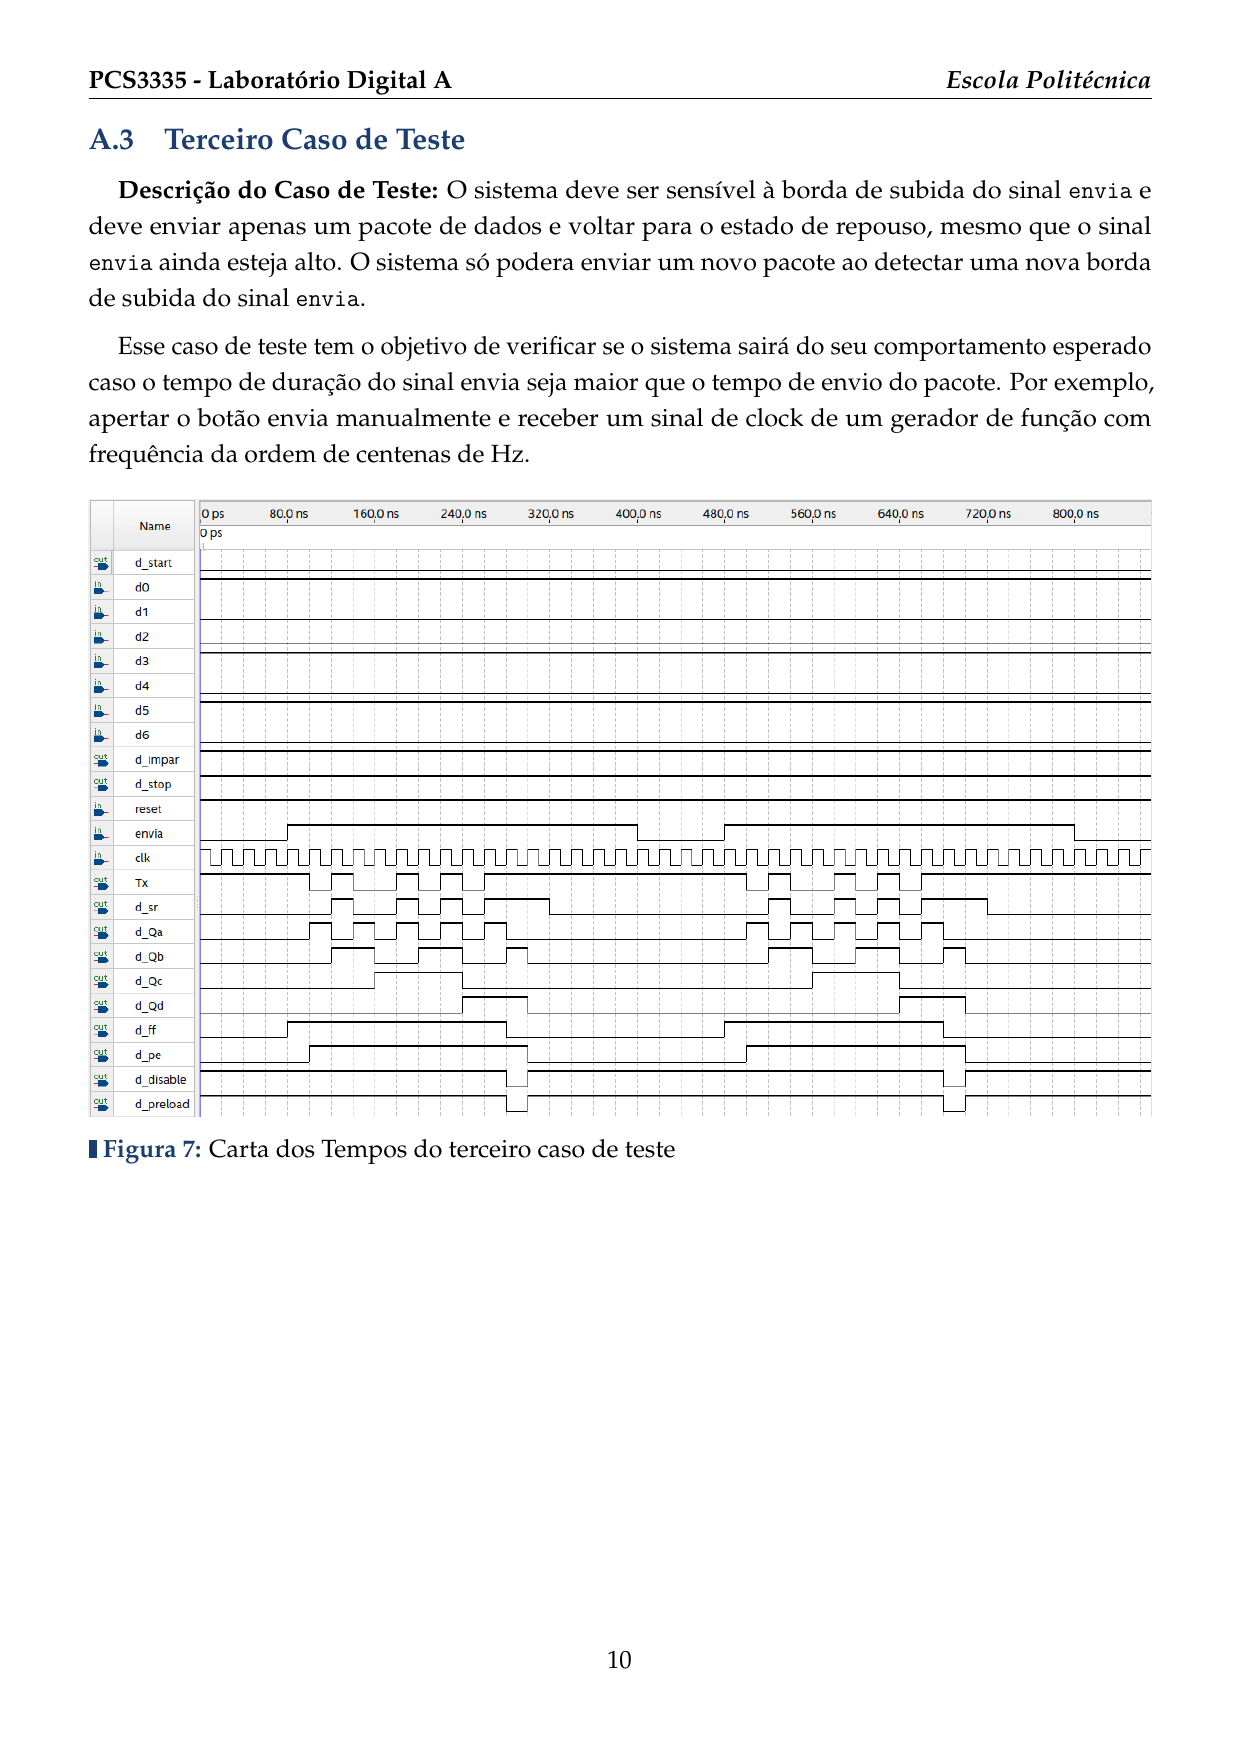 PCS3335 - Laboratório Digital A Escola Politécnica
A.3 Terceiro Caso de Teste
Descrição do Caso de Teste: O sistema deve ser sensível à borda de subida do sinal envia e
deve enviar apenas um pacote de dados e voltar para o estado de repouso, mesmo que o sinal
envia ainda esteja alto. O sistema só podera enviar um novo pacote ao detectar uma nova borda
de subida do sinal envia.
Esse caso de teste tem o objetivo de verificar se o sistema sairá do seu comportamento esperado
caso o tempo de duração do sinal envia seja maior que o tempo de envio do pacote. Por exemplo,
apertar o botão envia manualmente e receber um sinal de clock de um gerador de função com
frequência da ordem de centenas de Hz.
Name
0 ps 80.0 ns 160.0 ns 240.0 ns 320.0 ns 400.0 ns 480.0 ns 560.0 ns 640.0 ns 720.0 ns 800.0 ns
0 ps
out d_start
in d0
in d1
in d2
in d3
in d4
in d5
in d6
out d_impar
out d_stop
in reset
in envia
in clk
out Tx
out d_sr
out d_Qa
out d_Qb
out d_Qc
out d_Qd
out d_ff
out d_pe
out d_disable
out d_preload
Figura 7: Carta dos Tempos do terceiro caso de teste
10